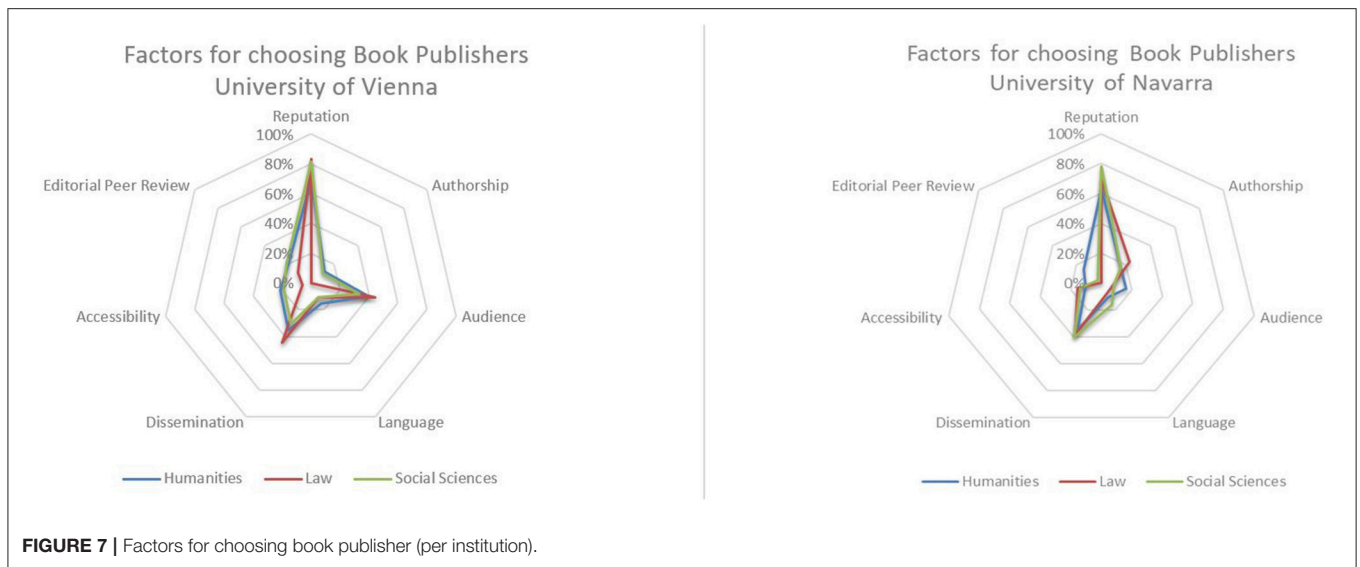 Factors for choosing Book Publishers
University of Vienna
Reputation
100%
80%
60%
40%
20%
0%
Authorship
Audience
Language
Dissemination
Accessibility
Editorial Peer Review
Humanities
Law
Social Sciences
Factors for choosing Book Publishers
University of Navarra
Reputation
100%
80%
60%
40%
20%
0%
Authorship
Audience
Language
Dissemination
Accessibility
Editorial Peer Review
Humanities
Law
Social Sciences
FIGURE 7 | Factors for choosing book publisher (per institution).